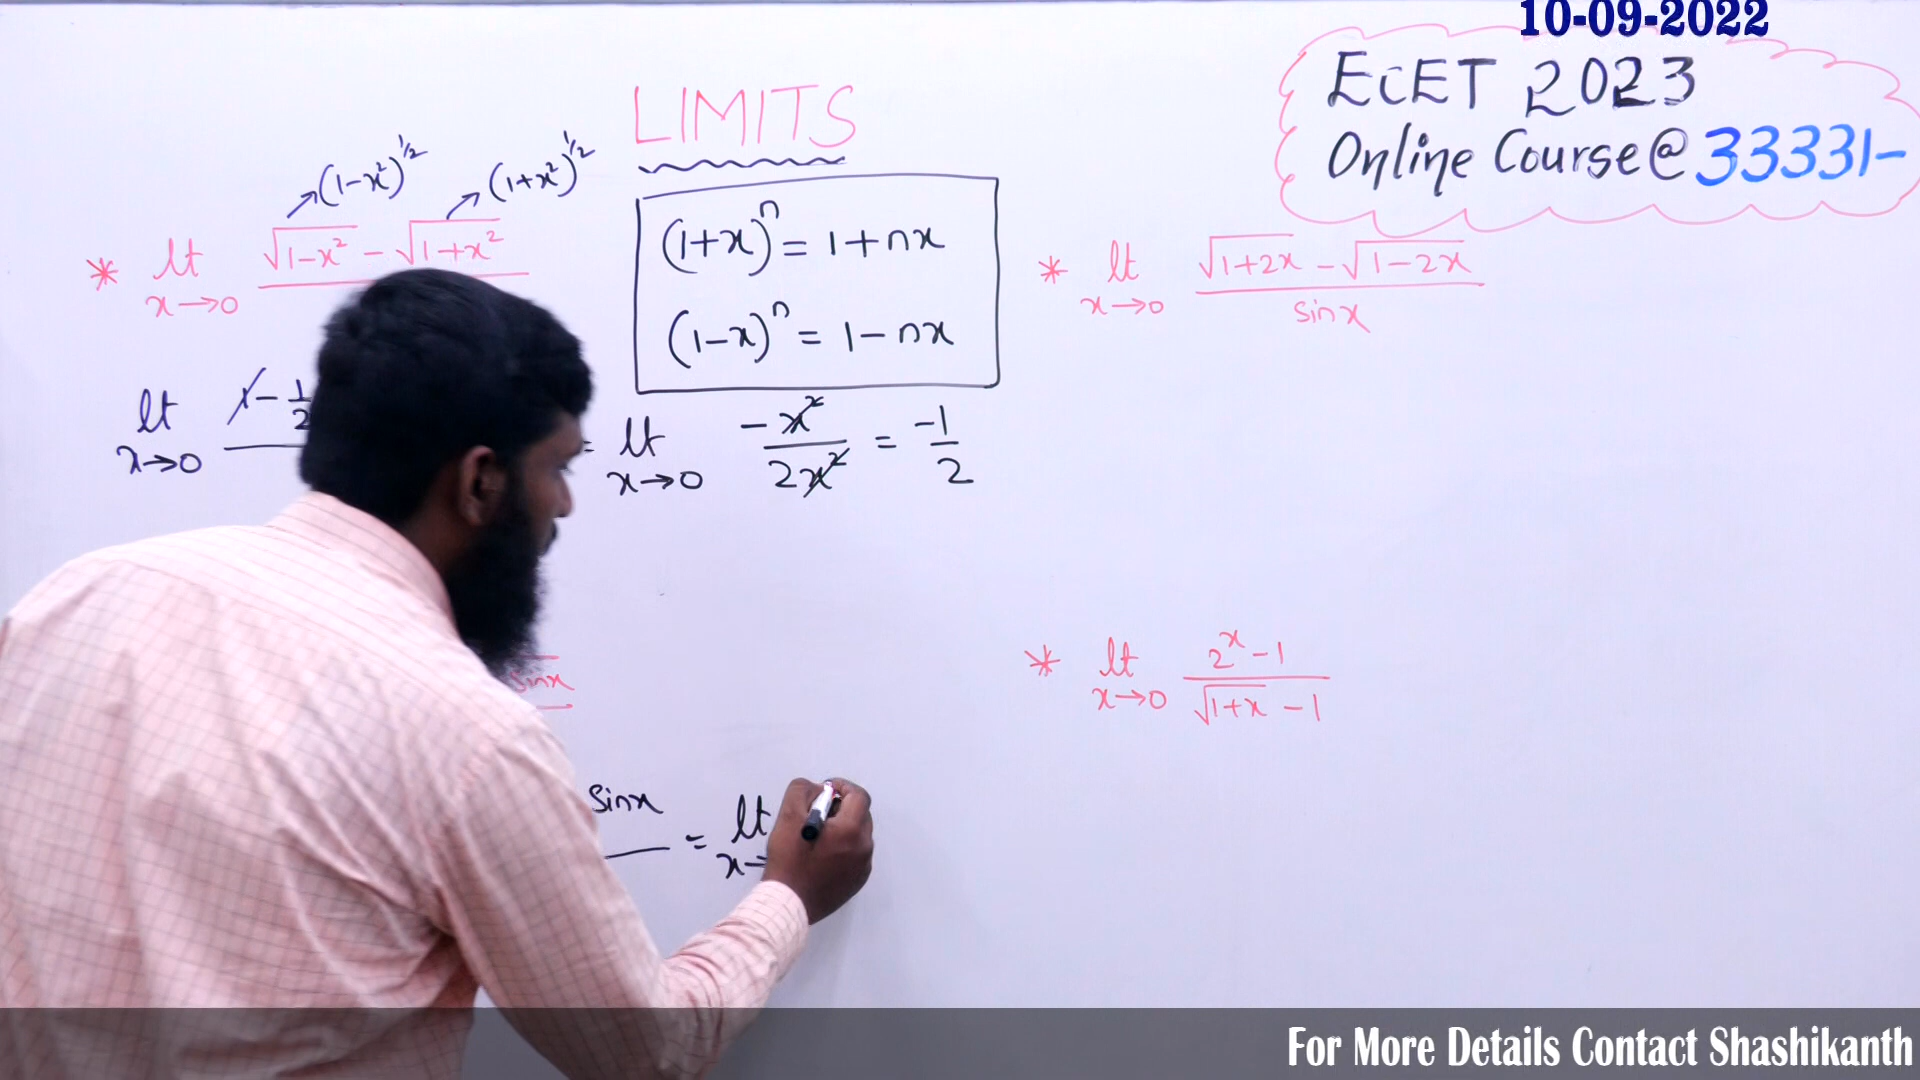 10-09-2022
ECET 2023
Online Course @ 33331-
LIMITS
(1-x²)^1/2 (1+x²)^1/2
* lt x→0 √1-x² - √1+x²
(1+x)^n = 1+nx
(1-x)^n = 1-nx
lt x→0 1 - 1/2
= lt x→0 -x²/2x² = -1/2
sinx
sinx
= lt x→
* lt x→0 (√1+2x - √1-2x)/sinx
* lt x→0 (2^x - 1)/(√1+x - 1)
For More Details Contact Shashikanth